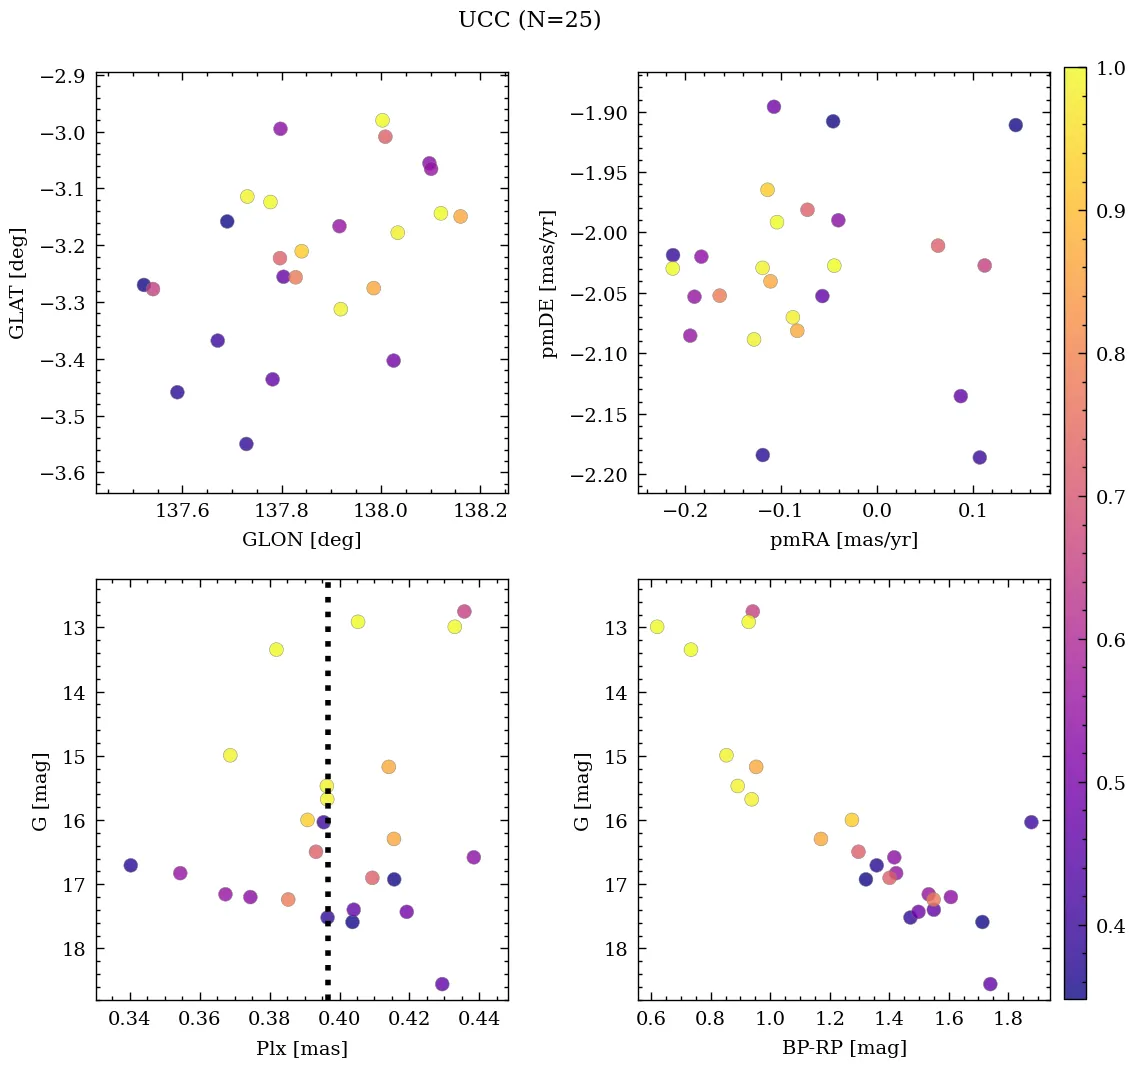 UCC (N=25)
−2.9
−3.0
−3.1
−3.2
−3.3
−3.4
−3.5
−3.6
GLAT [deg]
137.6 137.8 138.0 138.2
GLON [deg]
−1.90
−1.95
−2.00
−2.05
−2.10
−2.15
−2.20
pmDE [mas/yr]
−0.2 −0.1 0.0 0.1
pmRA [mas/yr]
13
14
15
16
17
18
G [mag]
0.34 0.36 0.38 0.40 0.42 0.44
Plx [mas]
13
14
15
16
17
18
G [mag]
0.6 0.8 1.0 1.2 1.4 1.6 1.8
BP-RP [mag]
1.0
0.9
0.8
0.7
0.6
0.5
0.4